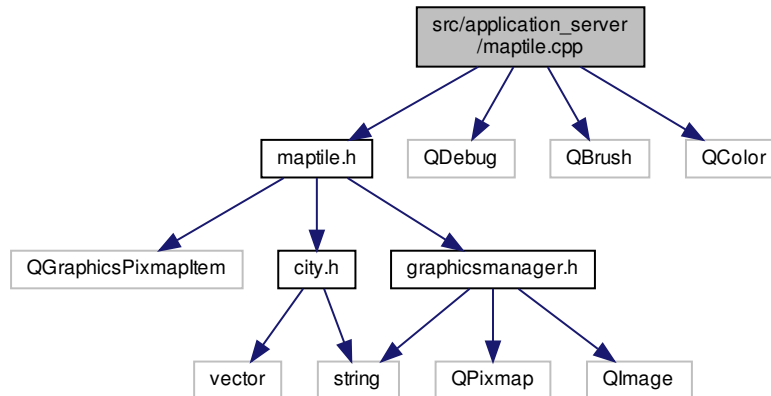 src/application_server
/maptile.cpp
maptile.h
QDebug
QBrush
QColor
QGraphicsPixmapItem
city.h
graphicsmanager.h
vector
string
QPixmap
QImage